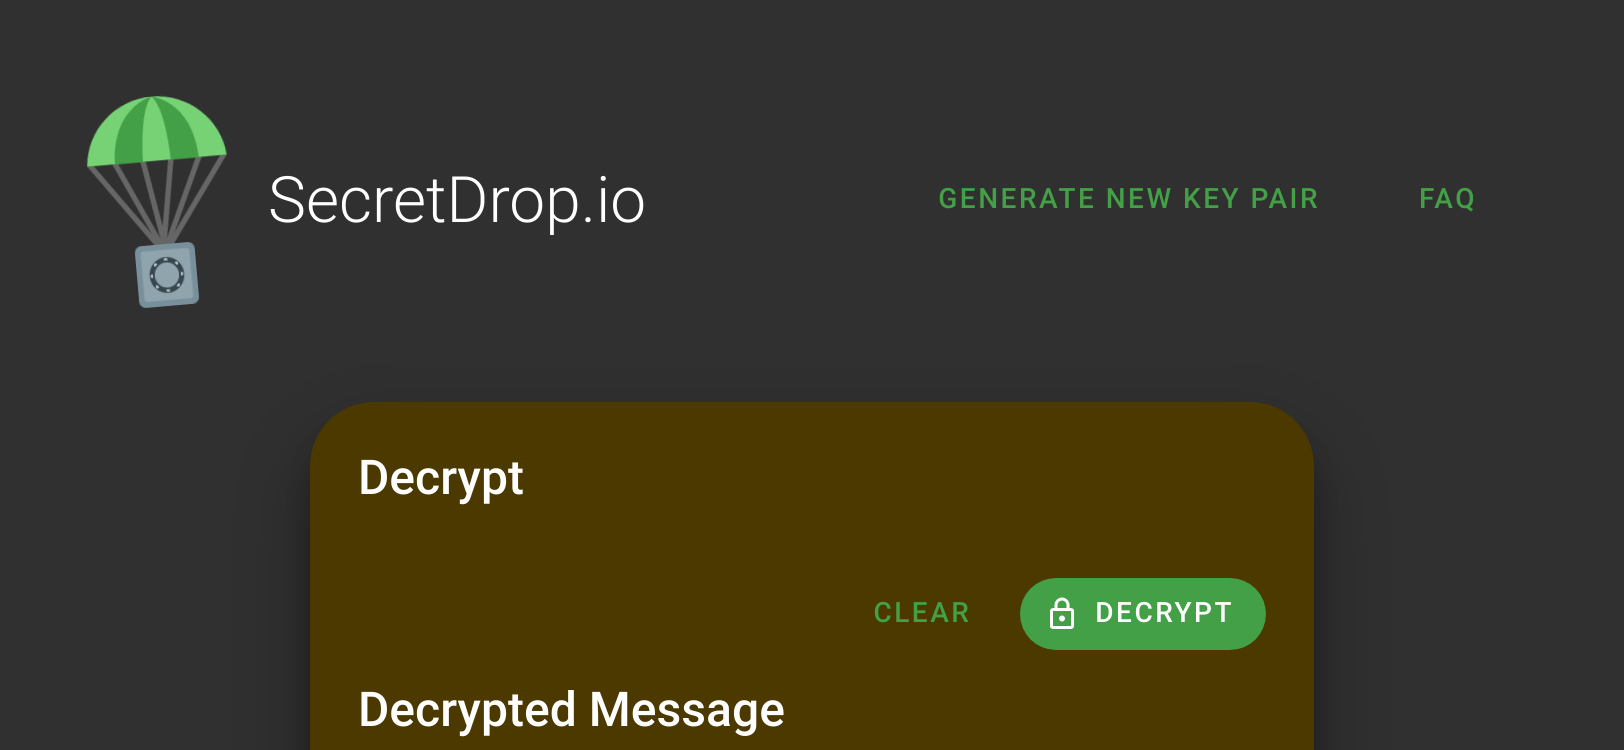 SecretDrop.io
GENERATE NEW KEY PAIR
FAQ
Decrypt
CLEAR
DECRYPT
Decrypted Message